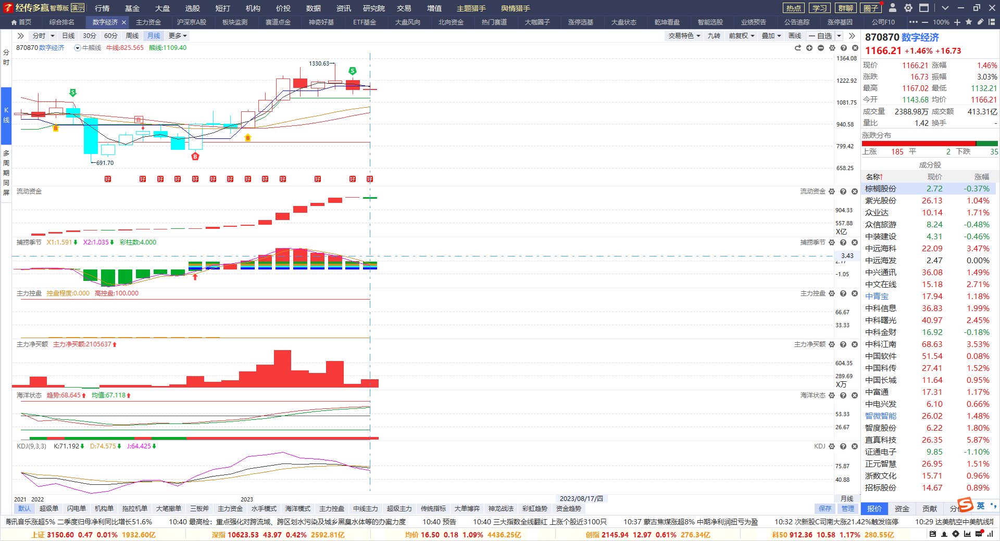 经传多赢 智尊版 演示 行情 基金 大盘 选股 短打 机构 价投 数据 资讯 研究院 交易 增值 主题猎手 舆情猎手 热点 学习 群聊 圈子
首页 综合排名 数字经济 主力资金 沪深京A股 板块监测 赛道点金 神奇好基 ETF基金 大盘风向 北向资金 热门赛道 大咖圈子 涨停选基 大盘状态 乾坤看盘 智能选股 业绩预告 公告追踪 涨停基因 公司F10 100%
分时 日线 30分 60分 周线 月线 更多 交易特色 九转 前复权 叠加 画线 自选
分时
K线
多周期同屏
870870 数字经济 牛熊线 牛线:825.565 熊线:1109.40
1364.08
1222.92
1081.75
940.58
799.42
658.25
1330.63
691.70
S
S
B
B
B
自
好 好 好 好 好 好 好 好 好 好 好 好 好
流动资金 流动资金
904.33
557.88
X亿
捕捞季节 X1:1.591 X2:1.035 彩柱数:4.000 捕捞季节
3.43
2.17
-1.05
主力控盘 控盘程度:0.000 高控盘:100.000 主力控盘
66.67
33.33
主力净买额 主力净买额:2105637 主力净买额
604.35
289.69
X万
海洋状态 趋势:68.645 均值:67.118 海洋状态
53.33
26.67
KDJ(9,3,3) K:71.192 D:74.575 J:64.425 KDJ
75.87
40.88
2021 2022 2023 2023/08/17/四 月线
默认 超级单 闪电单 机构单 拖拉机单 大笔撤单 三板斧 主力资金 水手模式 海洋模式 主力控盘 中线主力 超级主力 传统指标 大单博弈 神龙战法 彩虹趋势 资金趋势 保存 管理
870870 数字经济
1166.21 +1.46% +16.73
现价 1166.21 涨幅 1.46%
涨跌 16.73 振幅 3.03%
最高 1167.02 最低 1132.21
今开 1143.68 均价 1166.21
成交量 2388.98万 成交额 413.31亿
量比 1.42 换手 -
涨跌分布
上涨 185 平 2 下跌 35
成分股
名称↑ 现价 涨幅
棕榈股份 2.72 -0.37%
紫光股份 26.13 1.04%
众业达 10.14 1.71%
众信旅游 8.24 -0.48%
中装建设 4.31 -0.46%
中远海科 22.09 3.47%
中远海发 2.47 0.00%
中兴通讯 36.08 1.49%
中文在线 15.18 2.71%
中青宝 17.94 1.18%
中科信息 36.83 1.99%
中科曙光 40.97 2.45%
中科金财 16.92 -0.18%
中科江南 68.63 3.53%
中国软件 51.54 0.08%
中国科传 27.41 1.52%
中国长城 11.64 0.95%
中富通 17.31 1.17%
中电兴发 6.10 0.66%
智微智能 26.02 1.48%
智度股份 6.22 1.80%
直真科技 26.35 5.87%
证通电子 9.85 -1.10%
正元智慧 26.95 1.51%
浙数文化 15.71 0.96%
招标股份 14.67 0.89%
报价 资金 贡献 S 英
腾讯音乐涨超5% 二季度归母净利同比增长51.6% 10:40 最高检：重点强化对跨流域、跨区划水污染及城乡黑臭水体等的办案力度 10:40 预告 10:40 三大指数全线翻红 上涨个股近3100只 10:37 蒙古焦煤涨超8% 中期净利润扭亏为盈 10:32 次新股C司南大涨21.42%触发临停 10:29 达美航空中美航线增
上证 3150.60 0.47 0.01% 1932.60亿 深指 10623.53 43.97 0.42% 2592.81亿 均价 16.50 0.18 1.09% 4436.25亿 创指 2145.94 12.97 0.61% 276.34亿 科50 912.36 10.58 1.17% 280.55亿